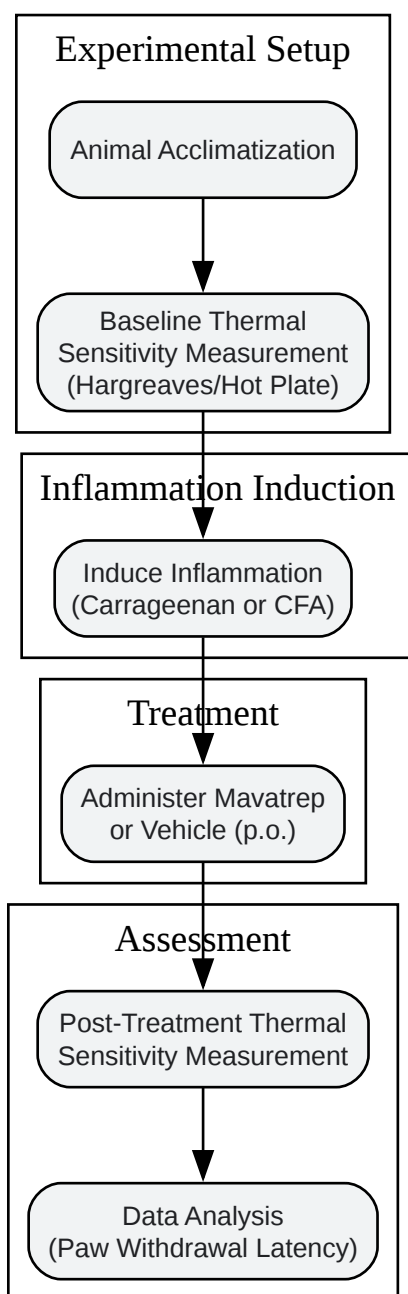 Experimental Setup
Animal Acclimatization
Baseline Thermal
Sensitivity Measurement
(Hargreaves/Hot Plate)
Inflammation Induction
Induce Inflammation
(Carrageenan or CFA)
Treatment
Administer Mavatrep
or Vehicle (p.o.)
Assessment
Post-Treatment Thermal
Sensitivity Measurement
Data Analysis
(Paw Withdrawal Latency)